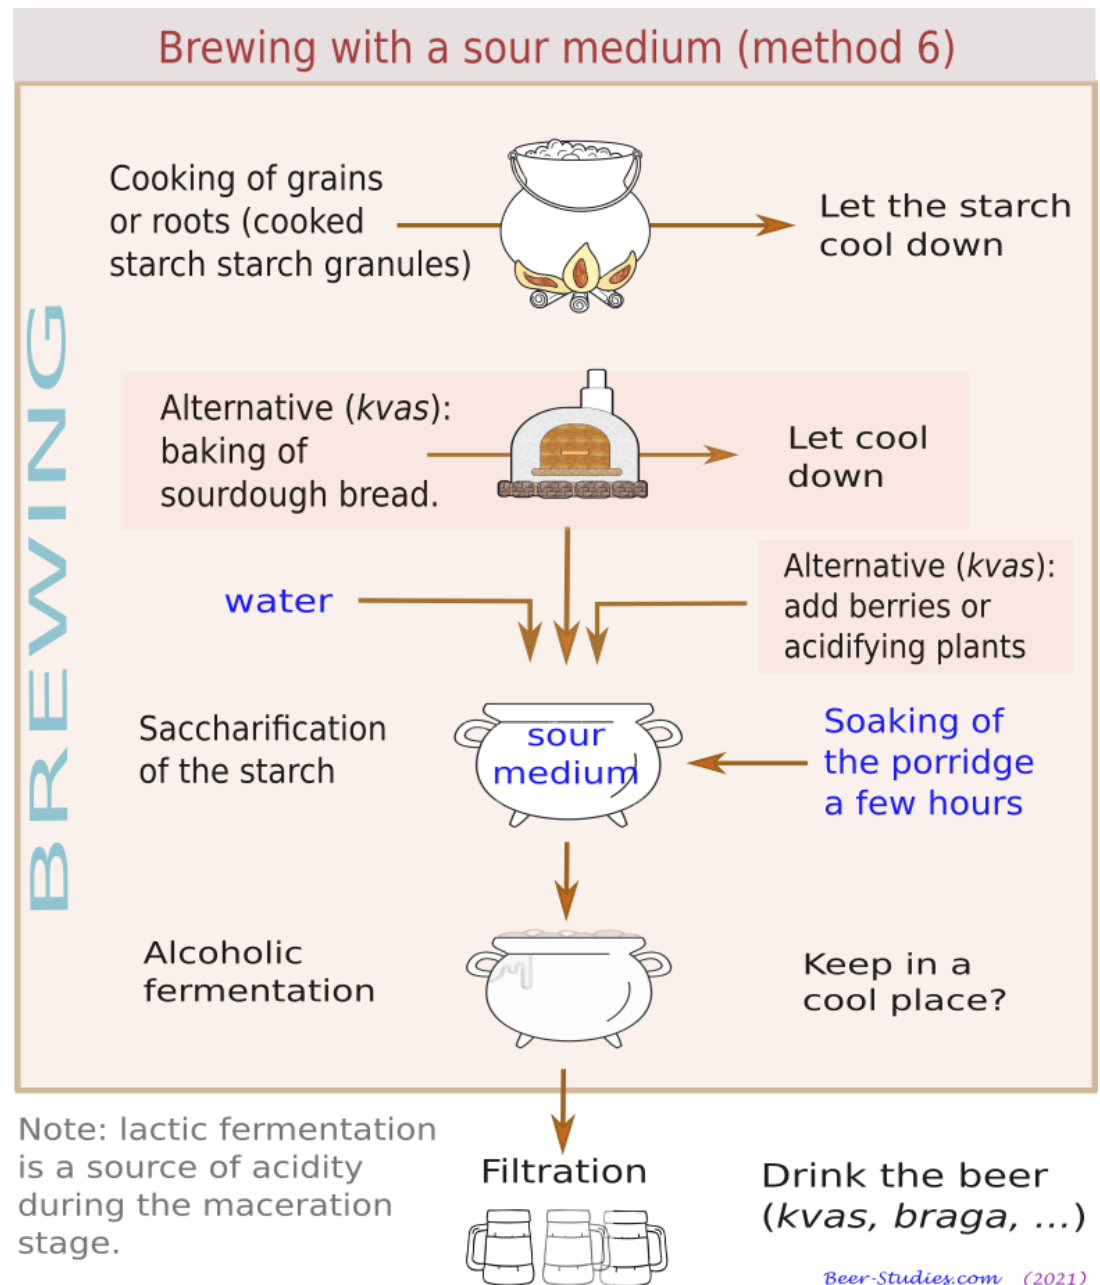 Brewing with a sour medium (method 6)
BREWING
Cooking of grains
or roots (cooked
starch starch granules)
Let the starch
cool down
Alternative (kvas):
baking of
sourdough bread.
Let cool
down
water
Alternative (kvas):
add berries or
acidifying plants
Saccharification
of the starch
sour
medium
Soaking of
the porridge
a few hours
Alcoholic
fermentation
Keep in a
cool place?
Note: lactic fermentation
is a source of acidity
during the maceration
stage.
Filtration
Drink the beer
(kvas, braga, ...)
Beer-Studies.com (2021)